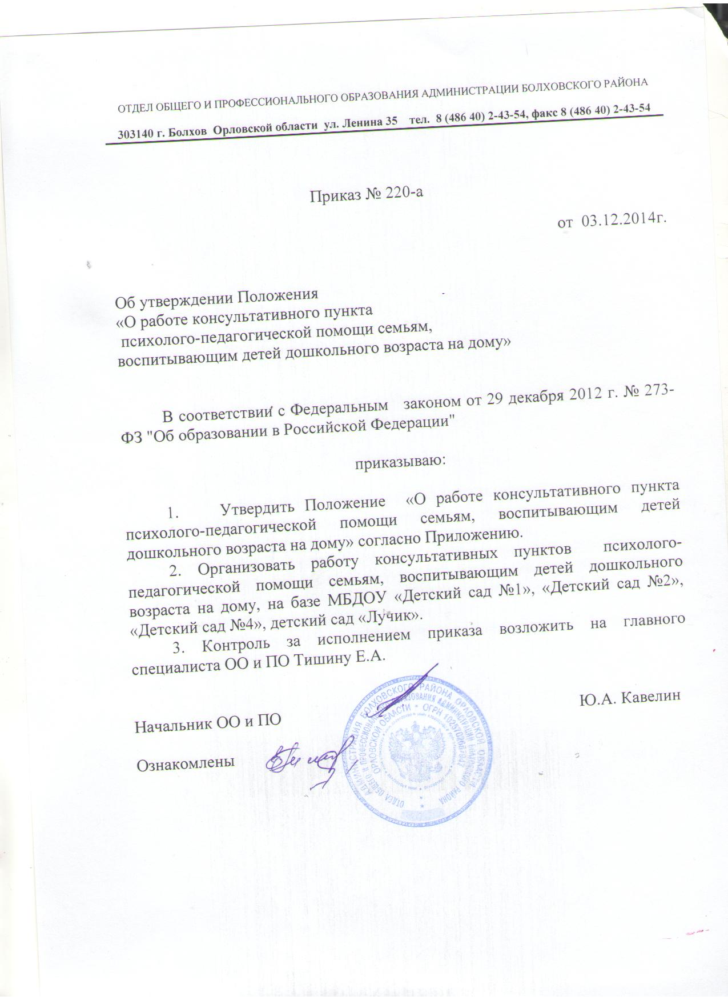 ОТДЕЛ ОБЩЕГО И ПРОФЕССИОНАЛЬНОГО ОБРАЗОВАНИЯ АДМИНИСТРАЦИИ БОЛХОВСКОГО РАЙОНА
303140 г. Болхов Орловской области ул. Ленина 35 тел. 8 (486 40) 2-43-54, факс 8 (486 40) 2-43-54
Приказ № 220-а
от 03.12.2014г.
Об утверждении Положения
«О работе консультативного пункта
психолого-педагогической помощи семьям,
воспитывающим детей дошкольного возраста на дому»
В соответствии с Федеральным законом от 29 декабря 2012 г. № 273-
ФЗ "Об образовании в Российской Федерации"
приказываю:
1. Утвердить Положение «О работе консультативного пункта
психолого-педагогической помощи семьям, воспитывающим детей
дошкольного возраста на дому» согласно Приложению.
2. Организовать работу консультативных пунктов психолого-
педагогической помощи семьям, воспитывающим детей дошкольного
возраста на дому, на базе МБДОУ «Детский сад №1», «Детский сад №2»,
«Детский сад №4», детский сад «Лучик».
3. Контроль за исполнением приказа возложить на главного
специалиста ОО и ПО Тишину Е.А.
Начальник ОО и ПО
Ю.А. Кавелин
Ознакомлены
АДМИНИСТРАЦИЯ БОЛХОВСКОГО РАЙОНА ОРЛОВСКОЙ ОБЛАСТИ
ОТДЕЛ ОБЩЕГО И ПРОФЕССИОНАЛЬНОГО ОБРАЗОВАНИЯ АДМИНИСТРАЦИИ БОЛХОВСКОГО РАЙОНА
ОРЛОВСКОЙ ОБЛАСТИ * ОГРН